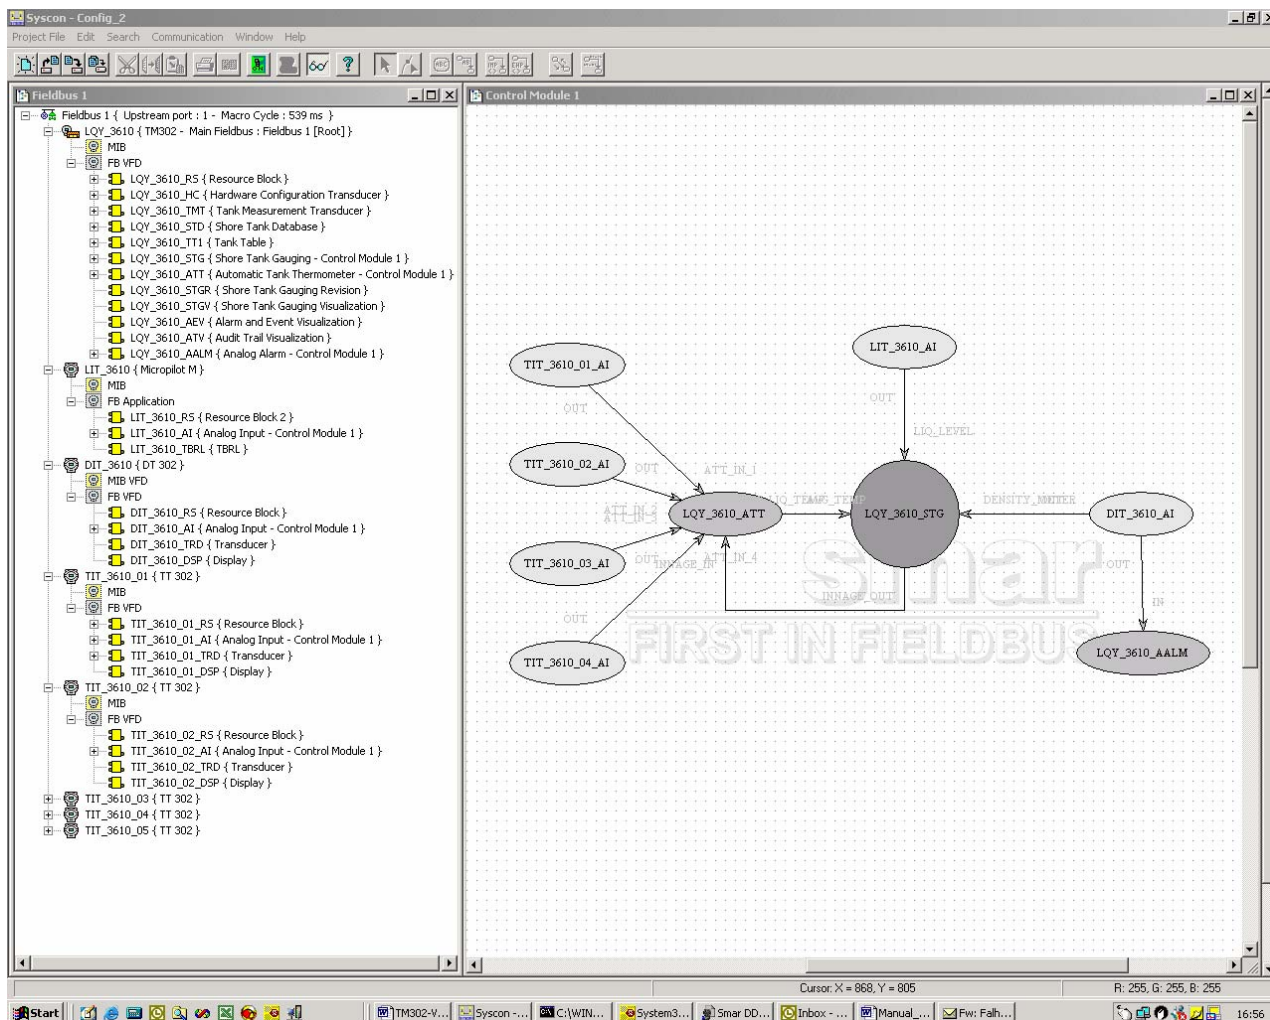 Syscon - Config_2
Project File Edit Search Communication Window Help
Fieldbus 1
Fieldbus 1 { Upstream port : 1 - Macro Cycle : 539 ms }
LQY_3610 { TM302 - Main Fieldbus : Fieldbus 1 [Root] }
MIB
FB VFD
LQY_3610_RS { Resource Block }
LQY_3610_HC { Hardware Configuration Transducer }
LQY_3610_TMT { Tank Measurement Transducer }
LQY_3610_STD { Shore Tank Database }
LQY_3610_TT1 { Tank Table }
LQY_3610_STG { Shore Tank Gauging - Control Module 1 }
LQY_3610_ATT { Automatic Tank Thermometer - Control Module 1 }
LQY_3610_STGR { Shore Tank Gauging Revision }
LQY_3610_STGV { Shore Tank Gauging Visualization }
LQY_3610_AEV { Alarm and Event Visualization }
LQY_3610_ATV { Audit Trail Visualization }
LQY_3610_AALM { Analog Alarm - Control Module 1 }
LIT_3610 { Micropilot M }
MIB
FB Application
LIT_3610_RS { Resource Block 2 }
LIT_3610_AI { Analog Input - Control Module 1 }
LIT_3610_TBRL { TBRL }
DIT_3610 { DT 302 }
MIB VFD
FB VFD
DIT_3610_RS { Resource Block }
DIT_3610_AI { Analog Input - Control Module 1 }
DIT_3610_TRD { Transducer }
DIT_3610_DSP { Display }
TIT_3610_01 { TT 302 }
MIB
FB VFD
TIT_3610_01_RS { Resource Block }
TIT_3610_01_AI { Analog Input - Control Module 1 }
TIT_3610_01_TRD { Transducer }
TIT_3610_01_DSP { Display }
TIT_3610_02 { TT 302 }
MIB
FB VFD
TIT_3610_02_RS { Resource Block }
TIT_3610_02_AI { Analog Input - Control Module 1 }
TIT_3610_02_TRD { Transducer }
TIT_3610_02_DSP { Display }
TIT_3610_03 { TT 302 }
TIT_3610_04 { TT 302 }
TIT_3610_05 { TT 302 }
Control Module 1
LIT_3610_AI
TIT_3610_01_AI
OUT
OUT
LIQ_LEVEL
TIT_3610_02_AI
OUT
ATT_IN_1
LQY_3610_ATT
LQY_3610_STG
DIT_3610_AI
TIT_3610_03_AI
OUT
INNAGE_IN
ATT_IN_4
OUT
INNAGE_OUT
IN
OUT
smar
FIRST IN FIELDBUS
TIT_3610_04_AI
LQY_3610_AALM
Cursor: X = 868, Y = 805
R: 255, G: 255, B: 255
Start
TM302-V...
Syscon -...
C:\WIN...
System3...
Smar DD...
Inbox - ...
Manual_...
Fw: Falh...
16:56